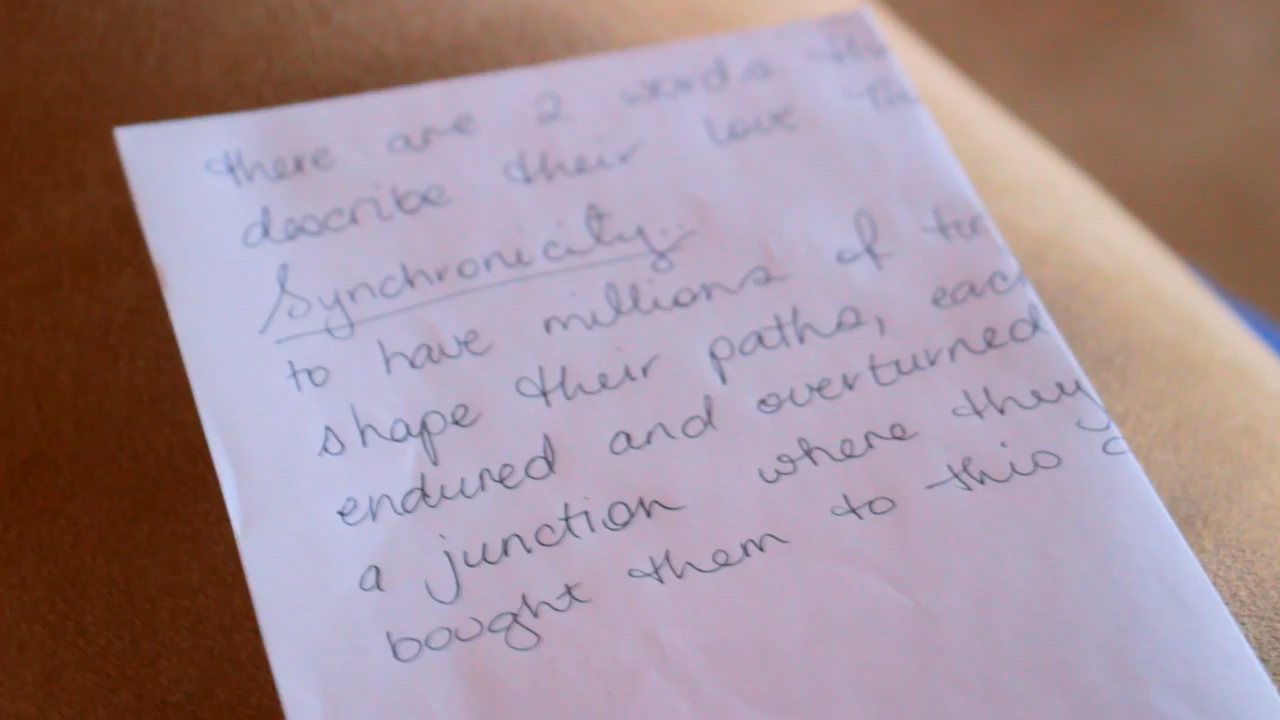 there are 2 words
describe their love
Synchronicity..
to have millions of
shape their paths,
endured and overturned
a junction where they
bought them to this